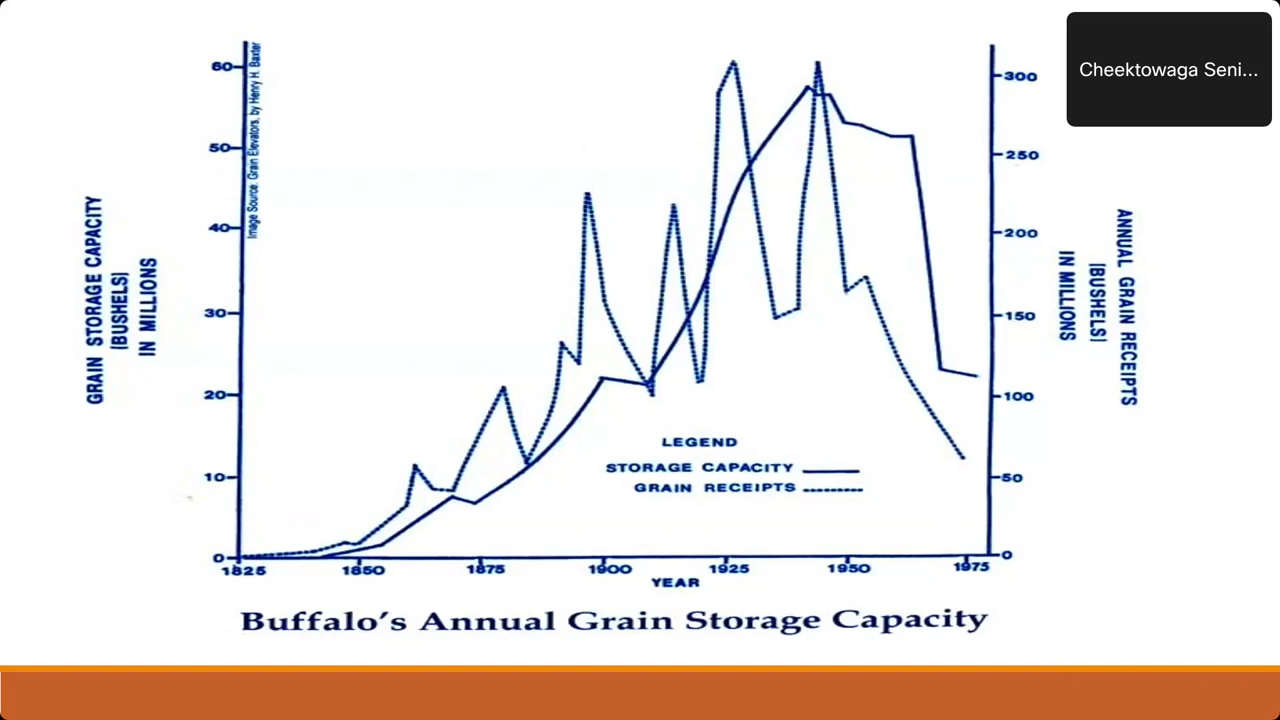 Cheektowaga Seni...
60
50
40
30
20
10
0
GRAIN STORAGE CAPACITY
[BUSHELS]
IN MILLIONS
Image Source: Grain Elevators, by Henry H. Baxter
300
250
200
150
100
50
0
ANNUAL GRAIN RECEIPTS
[BUSHELS]
IN MILLIONS
LEGEND
STORAGE CAPACITY
GRAIN RECEIPTS
1825 1850 1875 1900 1925 1950 1975
YEAR
Buffalo's Annual Grain Storage Capacity